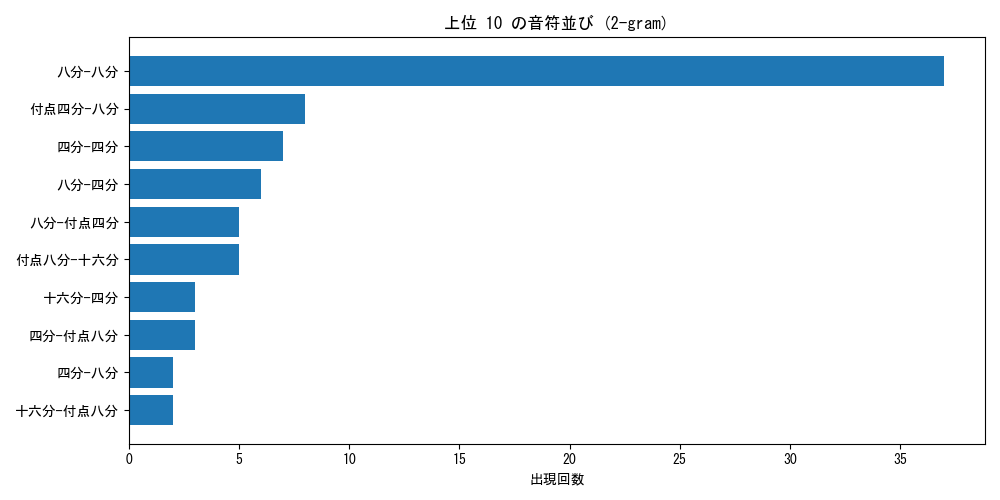 上位 10 の音符並び (2-gram)
八分-八分
付点四分-八分
四分-四分
八分-四分
八分-付点四分
付点八分-十六分
十六分-四分
四分-付点八分
四分-八分
十六分-付点八分
0 5 10 15 20 25 30 35
出現回数